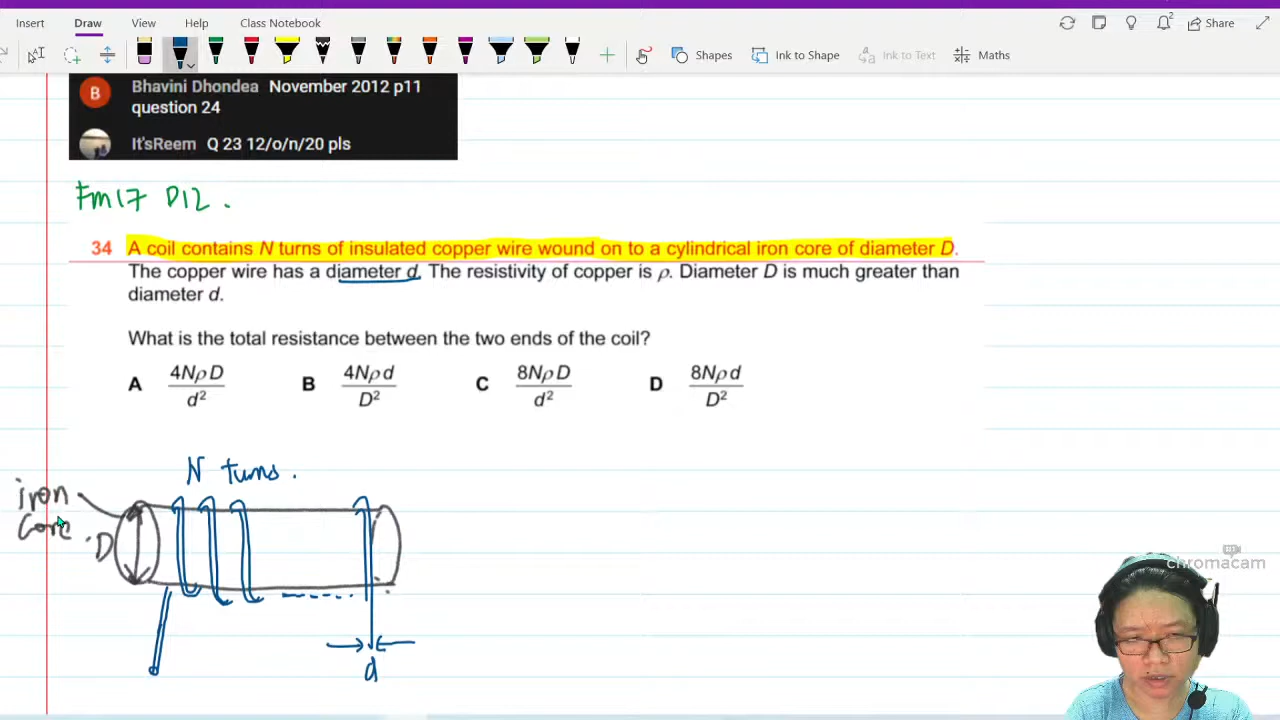 Insert Draw View Help Class Notebook Share
Shapes Ink to Shape Ink to Text Maths
B Bhavini Dhondea November 2012 p11
question 24
It'sReem Q 23 12/o/n/20 pls
Fm17 P12.
34 A coil contains N turns of insulated copper wire wound on to a cylindrical iron core of diameter D.
The copper wire has a diameter d. The resistivity of copper is ρ. Diameter D is much greater than
diameter d.
What is the total resistance between the two ends of the coil?
A 4NρD/d² B 4Nρd/D² C 8NρD/d² D 8Nρd/D²
N turns.
iron
core.
D
d
chromacam